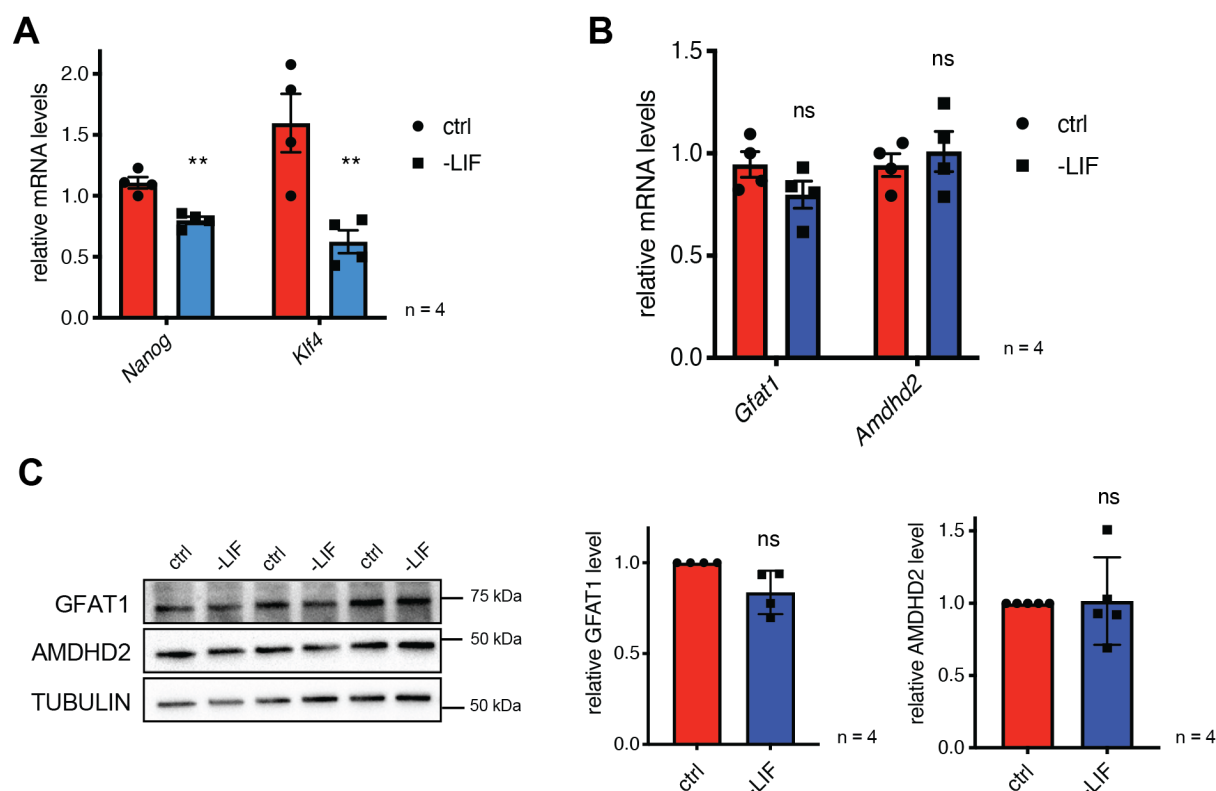 A
relative mRNA levels
2.0
1.5
1.0
0.5
0.0
**
**
ctrl
-LIF
n = 4
Nanog
Klf4
B
relative mRNA levels
1.5
1.0
0.5
0.0
ns
ns
ctrl
-LIF
n = 4
Gfat1
Amdhd2
C
ctrl
-LIF
ctrl
-LIF
ctrl
-LIF
GFAT1
75 kDa
AMDHD2
50 kDa
TUBULIN
50 kDa
relative GFAT1 level
1.0
0.5
0.0
ns
ctrl
-LIF
n = 4
relative AMDHD2 level
1.5
1.0
0.5
0.0
ns
ctrl
-LIF
n = 4